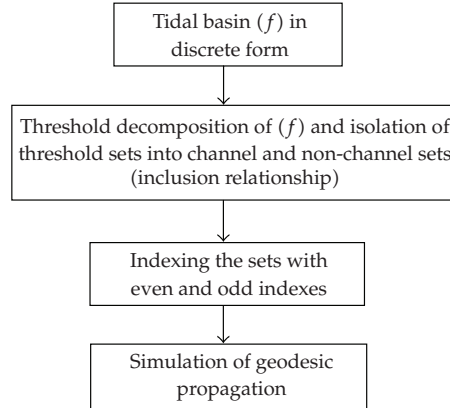 Tidal basin (f) in
discrete form
Threshold decomposition of (f) and isolation of
threshold sets into channel and non-channel sets
(inclusion relationship)
Indexing the sets with
even and odd indexes
Simulation of geodesic
propagation